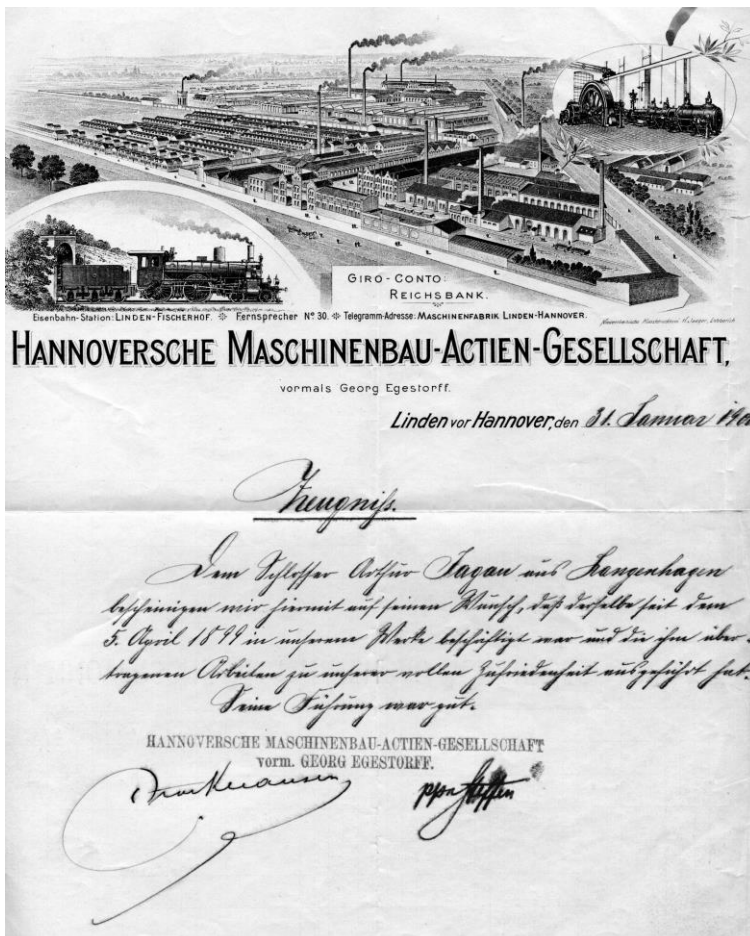 GIRO-CONTO:
REICHSBANK.
Eisenbahn-Station: LINDEN-FISCHERHOF. Fernsprecher No 30. Telegramm-Adresse: MASCHINENFABRIK LINDEN-HANNOVER.
HANNOVERSCHE MASCHINENBAU-ACTIEN-GESELLSCHAFT,
vormals Georg Egestorff.
Linden vor Hannover, den 31. Januar
Zeugniß.
Dem Schlosser Arthur Jagau aus Langenhagen
bescheinigen wir hiermit auf seinen Wunsch, daß derselbe seit dem
5. April 1899 in unserem Werke beschäftigt war und die ihm über-
tragenen Arbeiten zu unserer vollen Zufriedenheit ausgeführt hat.
Seine Führung war gut.
HANNOVERSCHE MASCHINENBAU-ACTIEN-GESELLSCHAFT
vorm. GEORG EGESTORFF.
ppa Steffen